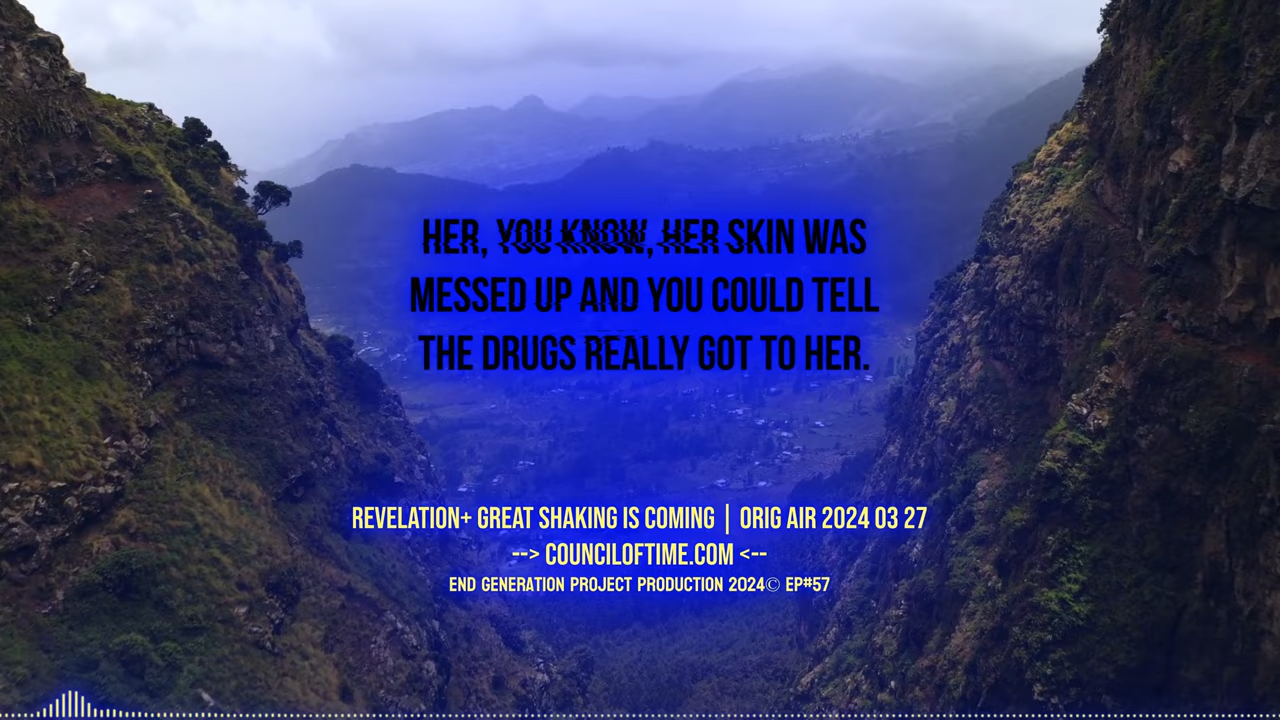 HER, YOU KNOW, HER SKIN WAS
MESSED UP AND YOU COULD TELL
THE DRUGS REALLY GOT TO HER.
REVELATION+ GREAT SHAKING IS COMING | ORIG AIR 2024 03 27
--> COUNCILOFTIME.COM <--
END GENERATION PROJECT PRODUCTION 2024© EP#57